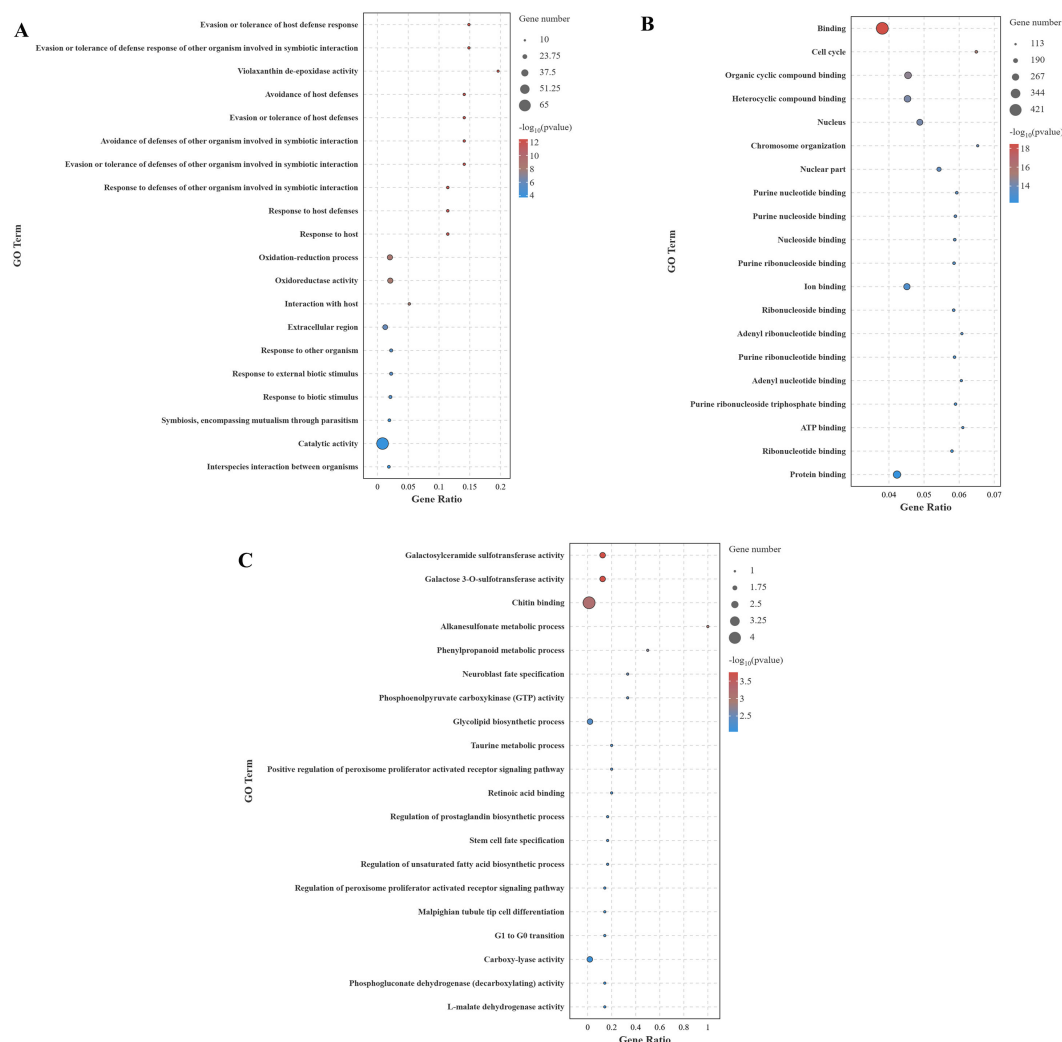 A
GO Term
Evasion or tolerance of host defense response
Evasion or tolerance of defense response of other organism involved in symbiotic interaction
Violaxanthin de-epoxidase activity
Avoidance of host defenses
Evasion or tolerance of host defenses
Avoidance of defenses of other organism involved in symbiotic interaction
Evasion or tolerance of defenses of other organism involved in symbiotic interaction
Response to defenses of other organism involved in symbiotic interaction
Response to host defenses
Response to host
Oxidation-reduction process
Oxidoreductase activity
Interaction with host
Extracellular region
Response to other organism
Response to external biotic stimulus
Response to biotic stimulus
Symbiosis, encompassing mutualism through parasitism
Catalytic activity
Interspecies interaction between organisms
0 0.05 0.1 0.15 0.2
Gene Ratio
Gene number
10
23.75
37.5
51.25
65
-log10(pvalue)
12
10
8
6
4
B
GO Term
Binding
Cell cycle
Organic cyclic compound binding
Heterocyclic compound binding
Nucleus
Chromosome organization
Nuclear part
Purine nucleotide binding
Purine nucleoside binding
Nucleoside binding
Purine ribonucleoside binding
Ion binding
Ribonucleoside binding
Adenyl ribonucleotide binding
Purine ribonucleotide binding
Adenyl nucleotide binding
Purine ribonucleoside triphosphate binding
ATP binding
Ribonucleotide binding
Protein binding
0.04 0.05 0.06 0.07
Gene Ratio
Gene number
113
190
267
344
421
-log10(pvalue)
18
16
14
C
GO Term
Galactosylceramide sulfotransferase activity
Galactose 3-O-sulfotransferase activity
Chitin binding
Alkanesulfonate metabolic process
Phenylpropanoid metabolic process
Neuroblast fate specification
Phosphoenolpyruvate carboxykinase (GTP) activity
Glycolipid biosynthetic process
Taurine metabolic process
Positive regulation of peroxisome proliferator activated receptor signaling pathway
Retinoic acid binding
Regulation of prostaglandin biosynthetic process
Stem cell fate specification
Regulation of unsaturated fatty acid biosynthetic process
Regulation of peroxisome proliferator activated receptor signaling pathway
Malpighian tubule tip cell differentiation
G1 to G0 transition
Carboxy-lyase activity
Phosphogluconate dehydrogenase (decarboxylating) activity
L-malate dehydrogenase activity
0 0.2 0.4 0.6 0.8 1
Gene Ratio
Gene number
1
1.75
2.5
3.25
4
-log10(pvalue)
3.5
3
2.5